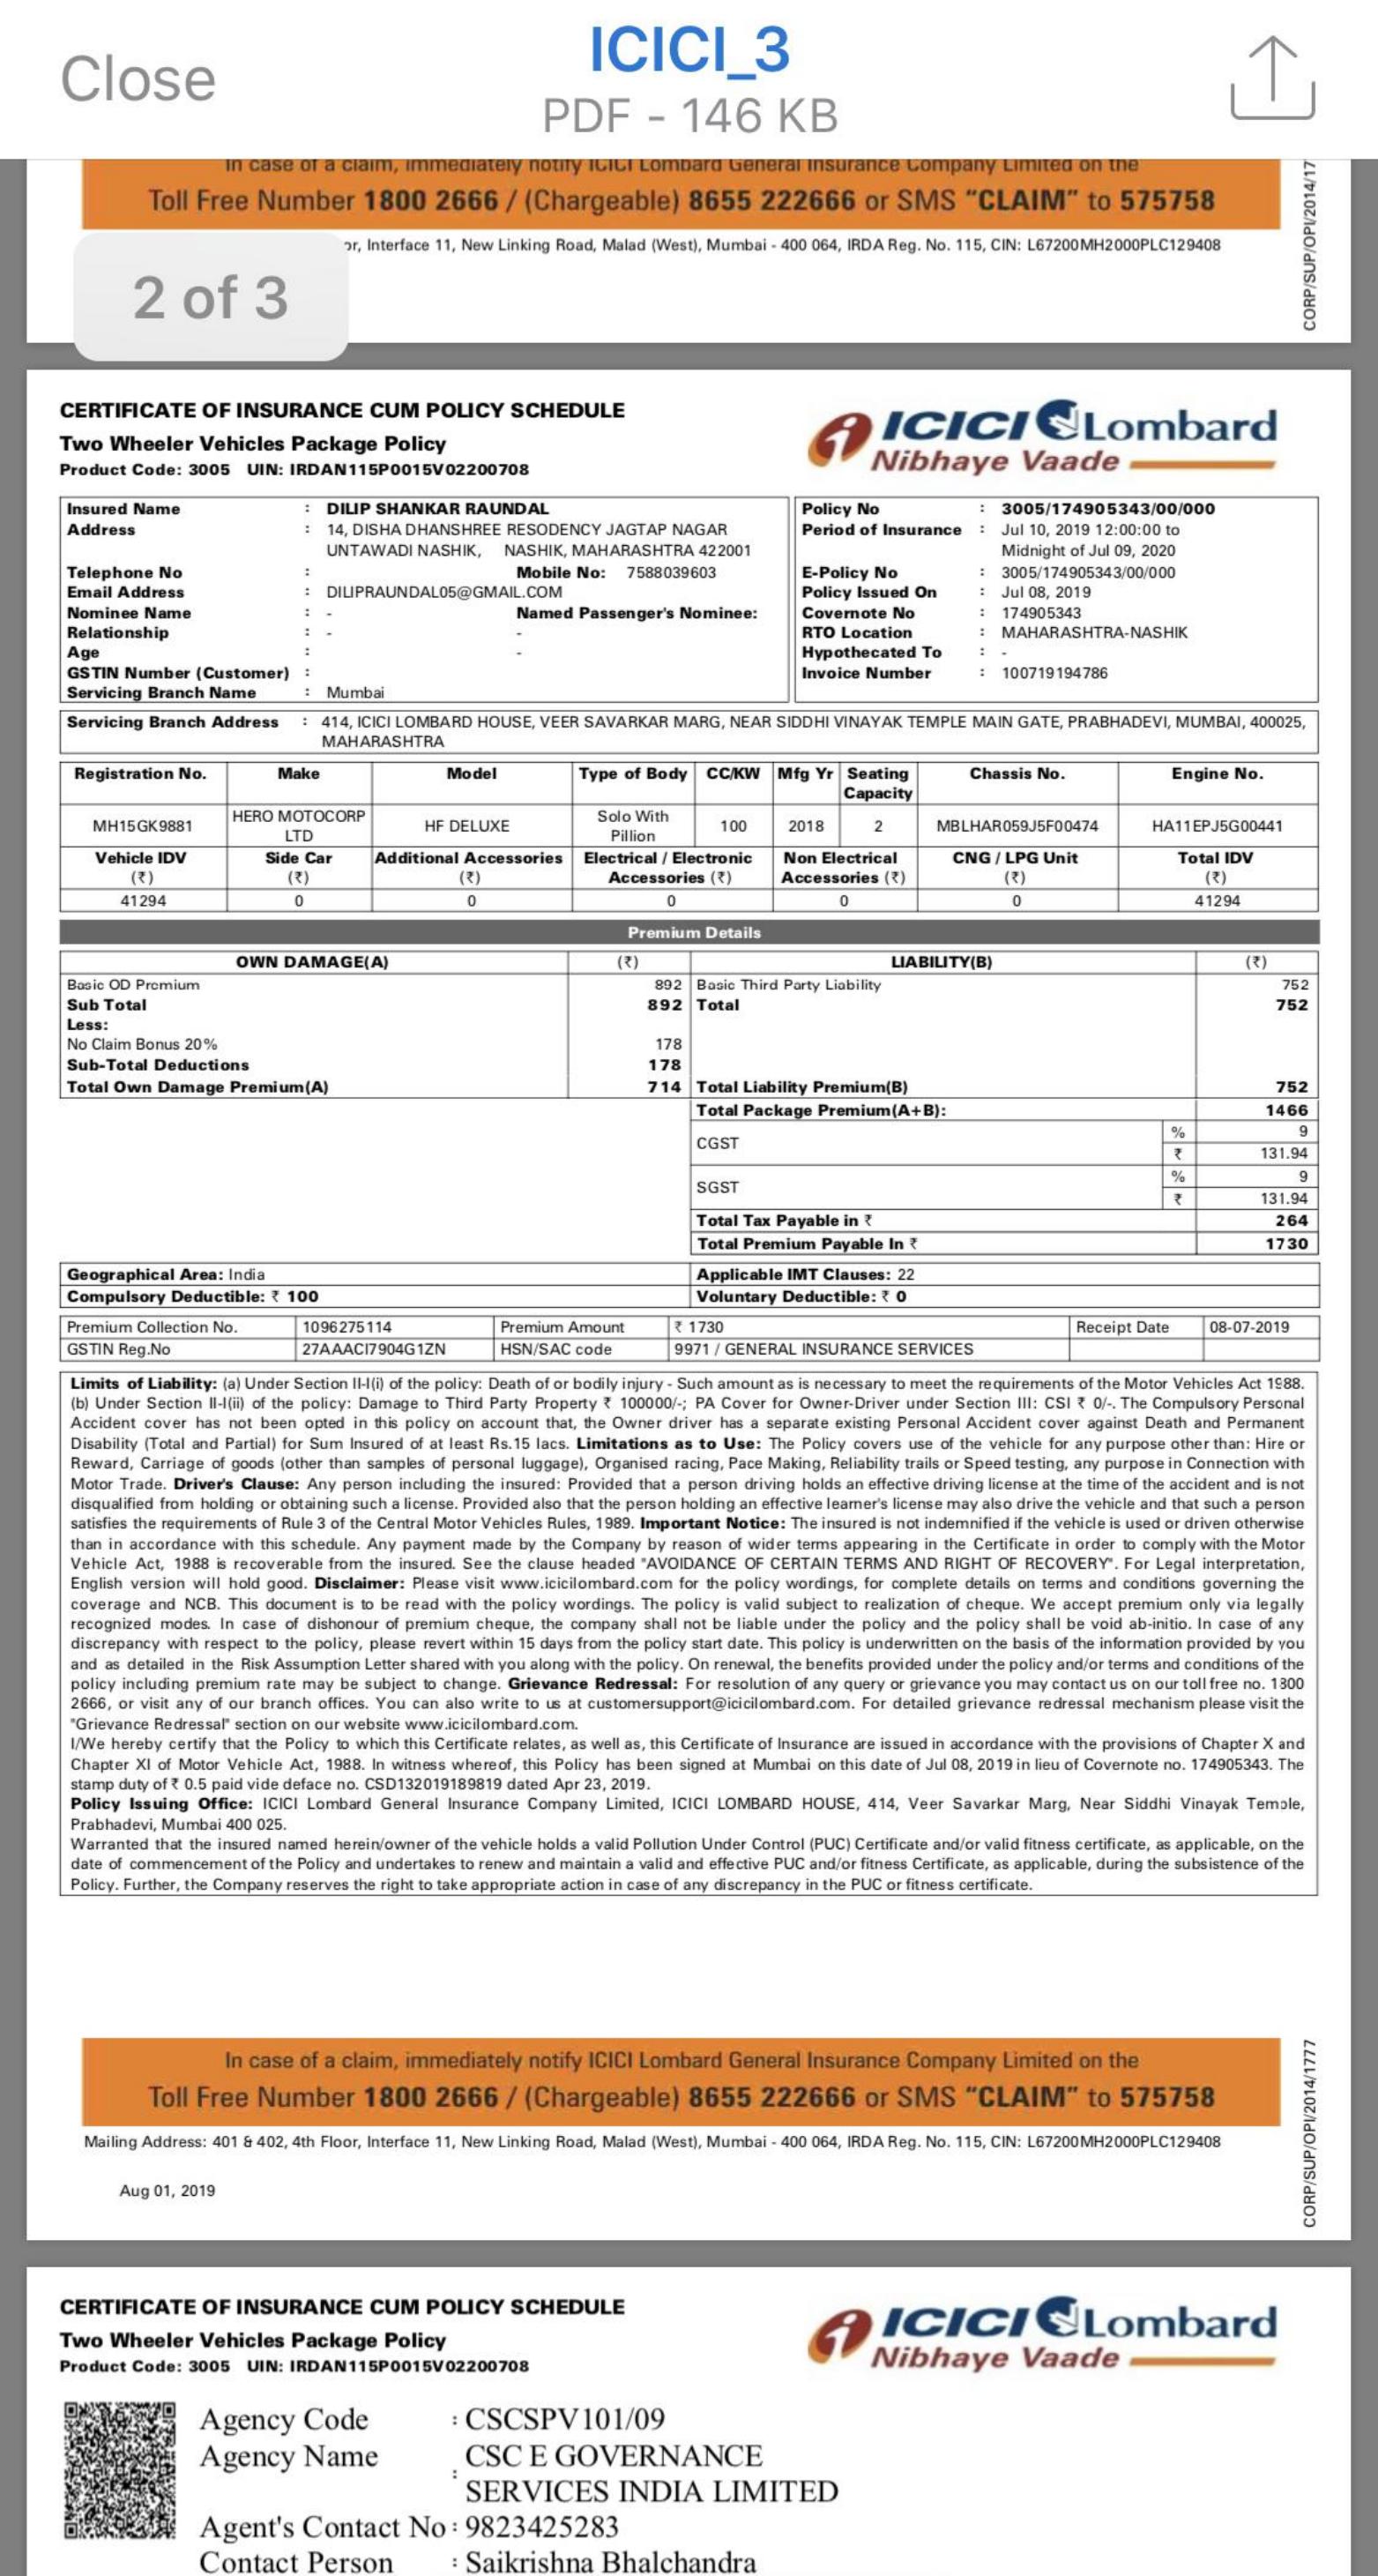 Close
ICICI_3
PDF - 146 KB
In case of a claim, immediately notify ICICI Lombard General Insurance Company Limited on the
Toll Free Number 1800 2666 / (Chargeable) 8655 222666 or SMS “CLAIM” to 575758
or, Interface 11, New Linking Road, Malad (West), Mumbai - 400 064, IRDA Reg. No. 115, CIN: L67200MH2000PLC129408
CORP/SUP/OPI/2014/17
2 of 3
CERTIFICATE OF INSURANCE CUM POLICY SCHEDULE
Two Wheeler Vehicles Package Policy
Product Code: 3005 UIN: IRDAN115P0015V02200708
ICICI Lombard
Nibhaye Vaade
Insured Name : DILIP SHANKAR RAUNDAL
Address : 14, DISHA DHANSHREE RESODENCY JAGTAP NAGAR
UNTAWADI NASHIK, NASHIK, MAHARASHTRA 422001
Telephone No : Mobile No: 7588039603
Email Address : DILIPRAUNDAL05@GMAIL.COM
Nominee Name : - Named Passenger's Nominee:
Relationship : - -
Age : -
GSTIN Number (Customer) :
Servicing Branch Name : Mumbai
Policy No : 3005/174905343/00/000
Period of Insurance : Jul 10, 2019 12:00:00 to
Midnight of Jul 09, 2020
E-Policy No : 3005/174905343/00/000
Policy Issued On : Jul 08, 2019
Covernote No : 174905343
RTO Location : MAHARASHTRA-NASHIK
Hypothecated To : -
Invoice Number : 100719194786
Servicing Branch Address : 414, ICICI LOMBARD HOUSE, VEER SAVARKAR MARG, NEAR SIDDHI VINAYAK TEMPLE MAIN GATE, PRABHADEVI, MUMBAI, 400025,
MAHARASHTRA
Registration No. Make Model Type of Body CC/KW Mfg Yr Seating Capacity Chassis No. Engine No.
MH15GK9881 HERO MOTOCORP LTD HF DELUXE Solo With Pillion 100 2018 2 MBLHAR059J5F00474 HA11EPJ5G00441
Vehicle IDV (₹) Side Car (₹) Additional Accessories (₹) Electrical / Electronic Accessories (₹) Non Electrical Accessories (₹) CNG / LPG Unit (₹) Total IDV (₹)
41294 0 0 0 0 0 41294
Premium Details
OWN DAMAGE(A) (₹) LIABILITY(B) (₹)
Basic OD Premium 892 Basic Third Party Liability 752
Sub Total 892 Total 752
Less:
No Claim Bonus 20% 178
Sub-Total Deductions 178
Total Own Damage Premium(A) 714 Total Liability Premium(B) 752
Total Package Premium(A+B): 1466
CGST % 9
₹ 131.94
SGST % 9
₹ 131.94
Total Tax Payable in ₹ 264
Total Premium Payable In ₹ 1730
Geographical Area: India Applicable IMT Clauses: 22
Compulsory Deductible: ₹ 100 Voluntary Deductible: ₹ 0
Premium Collection No. 1096275114 Premium Amount ₹ 1730 Receipt Date 08-07-2019
GSTIN Reg.No 27AAACI7904G1ZN HSN/SAC code 9971 / GENERAL INSURANCE SERVICES
Limits of Liability: (a) Under Section II-I(i) of the policy: Death of or bodily injury - Such amount as is necessary to meet the requirements of the Motor Vehicles Act 1988.
(b) Under Section II-I(ii) of the policy: Damage to Third Party Property ₹ 100000/-; PA Cover for Owner-Driver under Section III: CSI ₹ 0/-. The Compulsory Personal
Accident cover has not been opted in this policy on account that, the Owner driver has a separate existing Personal Accident cover against Death and Permanent
Disability (Total and Partial) for Sum Insured of at least Rs.15 lacs. Limitations as to Use: The Policy covers use of the vehicle for any purpose other than: Hire or
Reward, Carriage of goods (other than samples of personal luggage), Organised racing, Pace Making, Reliability trails or Speed testing, any purpose in Connection with
Motor Trade. Driver's Clause: Any person including the insured: Provided that a person driving holds an effective driving license at the time of the accident and is not
disqualified from holding or obtaining such a license. Provided also that the person holding an effective learner's license may also drive the vehicle and that such a person
satisfies the requirements of Rule 3 of the Central Motor Vehicles Rules, 1989. Important Notice: The insured is not indemnified if the vehicle is used or driven otherwise
than in accordance with this schedule. Any payment made by the Company by reason of wider terms appearing in the Certificate in order to comply with the Motor
Vehicle Act, 1988 is recoverable from the insured. See the clause headed "AVOIDANCE OF CERTAIN TERMS AND RIGHT OF RECOVERY". For Legal interpretation,
English version will hold good. Disclaimer: Please visit www.icicilombard.com for the policy wordings, for complete details on terms and conditions governing the
coverage and NCB. This document is to be read with the policy wordings. The policy is valid subject to realization of cheque. We accept premium only via legally
recognized modes. In case of dishonour of premium cheque, the company shall not be liable under the policy and the policy shall be void ab-initio. In case of any
discrepancy with respect to the policy, please revert within 15 days from the policy start date. This policy is underwritten on the basis of the information provided by you
and as detailed in the Risk Assumption Letter shared with you along with the policy. On renewal, the benefits provided under the policy and/or terms and conditions of the
policy including premium rate may be subject to change. Grievance Redressal: For resolution of any query or grievance you may contact us on our toll free no. 1800
2666, or visit any of our branch offices. You can also write to us at customersupport@icicilombard.com. For detailed grievance redressal mechanism please visit the
"Grievance Redressal" section on our website www.icicilombard.com.
I/We hereby certify that the Policy to which this Certificate relates, as well as, this Certificate of Insurance are issued in accordance with the provisions of Chapter X and
Chapter XI of Motor Vehicle Act, 1988. In witness whereof, this Policy has been signed at Mumbai on this date of Jul 08, 2019 in lieu of Covernote no. 174905343. The
stamp duty of ₹ 0.5 paid vide deface no. CSD132019189819 dated Apr 23, 2019.
Policy Issuing Office: ICICI Lombard General Insurance Company Limited, ICICI LOMBARD HOUSE, 414, Veer Savarkar Marg, Near Siddhi Vinayak Temple,
Prabhadevi, Mumbai 400 025.
Warranted that the insured named herein/owner of the vehicle holds a valid Pollution Under Control (PUC) Certificate and/or valid fitness certificate, as applicable, on the
date of commencement of the Policy and undertakes to renew and maintain a valid and effective PUC and/or fitness Certificate, as applicable, during the subsistence of the
Policy. Further, the Company reserves the right to take appropriate action in case of any discrepancy in the PUC or fitness certificate.
In case of a claim, immediately notify ICICI Lombard General Insurance Company Limited on the
Toll Free Number 1800 2666 / (Chargeable) 8655 222666 or SMS “CLAIM” to 575758
Mailing Address: 401 & 402, 4th Floor, Interface 11, New Linking Road, Malad (West), Mumbai - 400 064, IRDA Reg. No. 115, CIN: L67200MH2000PLC129408
CORP/SUP/OPI/2014/1777
Aug 01, 2019
CERTIFICATE OF INSURANCE CUM POLICY SCHEDULE
Two Wheeler Vehicles Package Policy
Product Code: 3005 UIN: IRDAN115P0015V02200708
ICICI Lombard
Nibhaye Vaade
Agency Code : CSCSPV101/09
Agency Name : CSC E GOVERNANCE
SERVICES INDIA LIMITED
Agent's Contact No : 9823425283
Contact Person : Saikrishna Bhalchandra